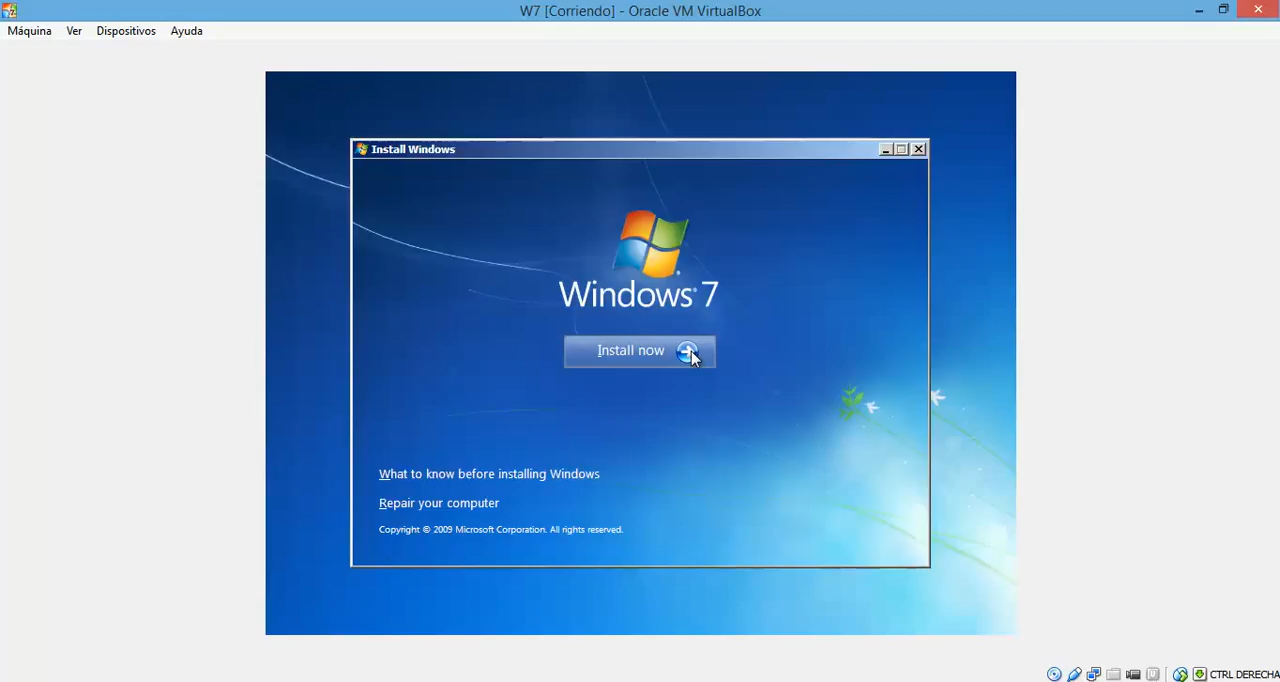 W7 [Corriendo] - Oracle VM VirtualBox
Máquina Ver Dispositivos Ayuda
Install Windows
Windows® 7
Install now
What to know before installing Windows
Repair your computer
Copyright © 2009 Microsoft Corporation. All rights reserved.
CTRL DERECHA